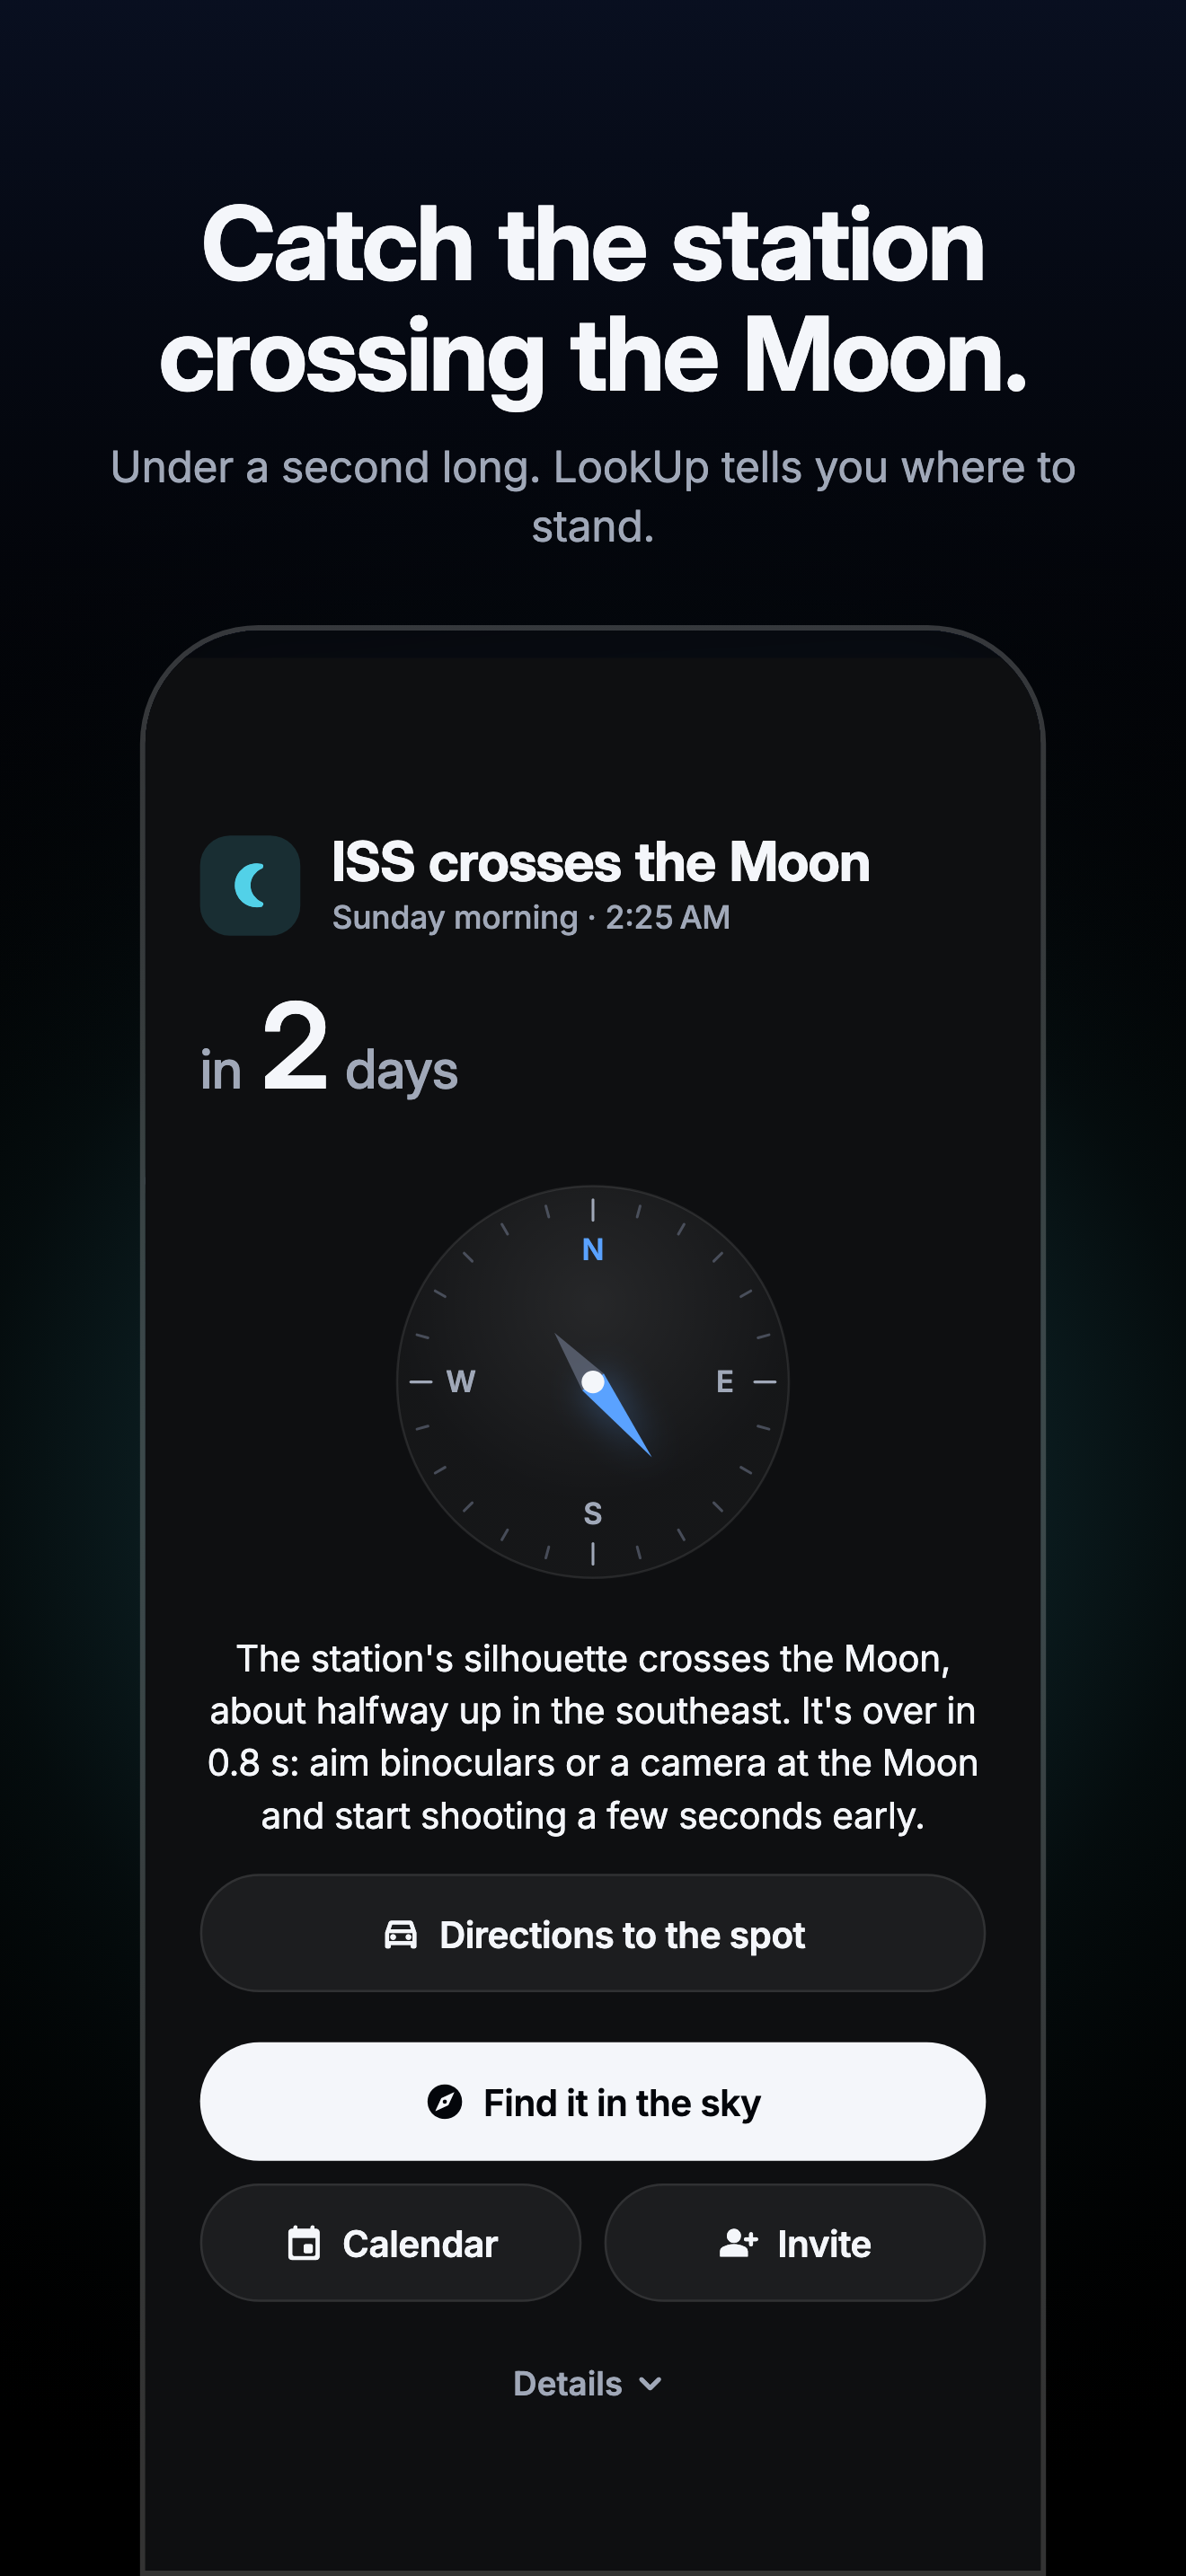 Catch the station
crossing the Moon.
Under a second long. LookUp tells you where to
stand.
ISS crosses the Moon
Sunday morning · 2:25 AM
in 2 days
N
W
E
S
The station's silhouette crosses the Moon,
about halfway up in the southeast. It's over in
0.8 s: aim binoculars or a camera at the Moon
and start shooting a few seconds early.
Directions to the spot
Find it in the sky
Calendar
Invite
Details